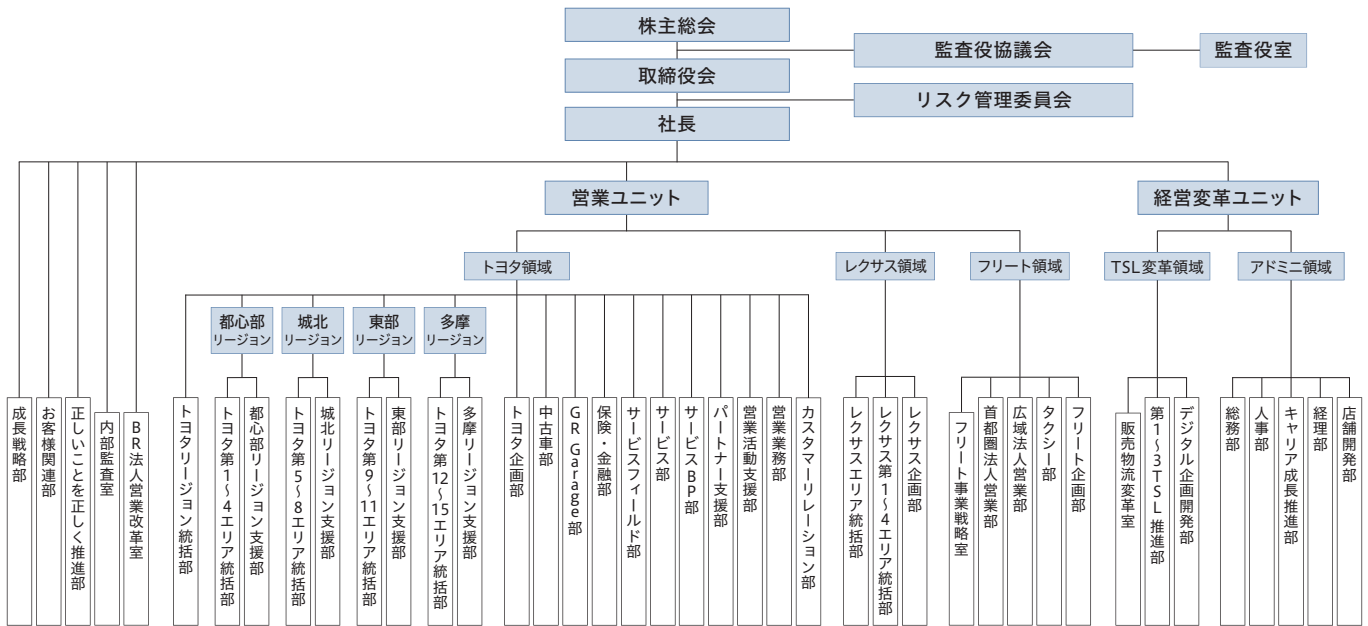 株主総会
監査役協議会
監査役室
取締役会
リスク管理委員会
社長
営業ユニット
経営変革ユニット
トヨタ領域
レクサス領域
フリート領域
TSL変革領域
アドミニ領域
都心部
リージョン
城北
リージョン
東部
リージョン
多摩
リージョン
成長戦略部
お客様関連部
正しいことを正しく推進部
内部監査室
BR法人営業改革室
トヨタリージョン統括部
トヨタ第1~4エリア統括部
都心部リージョン支援部
トヨタ第5~8エリア統括部
城北リージョン支援部
トヨタ第9~11エリア統括部
東部リージョン支援部
トヨタ第12~15エリア統括部
多摩リージョン支援部
トヨタ企画部
中古車部
GR Garage部
保険・金融部
サービスフィールド部
サービス部
サービスBP部
パートナー支援部
営業活動支援部
営業業務部
カスタマーリレーション部
レクサスエリア統括部
レクサス第1~4エリア統括部
レクサス企画部
フリート事業戦略室
首都圏法人営業部
広域法人営業部
タクシー部
フリート企画部
販売物流変革室
第1~3TSL推進部
デジタル企画開発部
総務部
人事部
キャリア成長推進部
経理部
店舗開発部